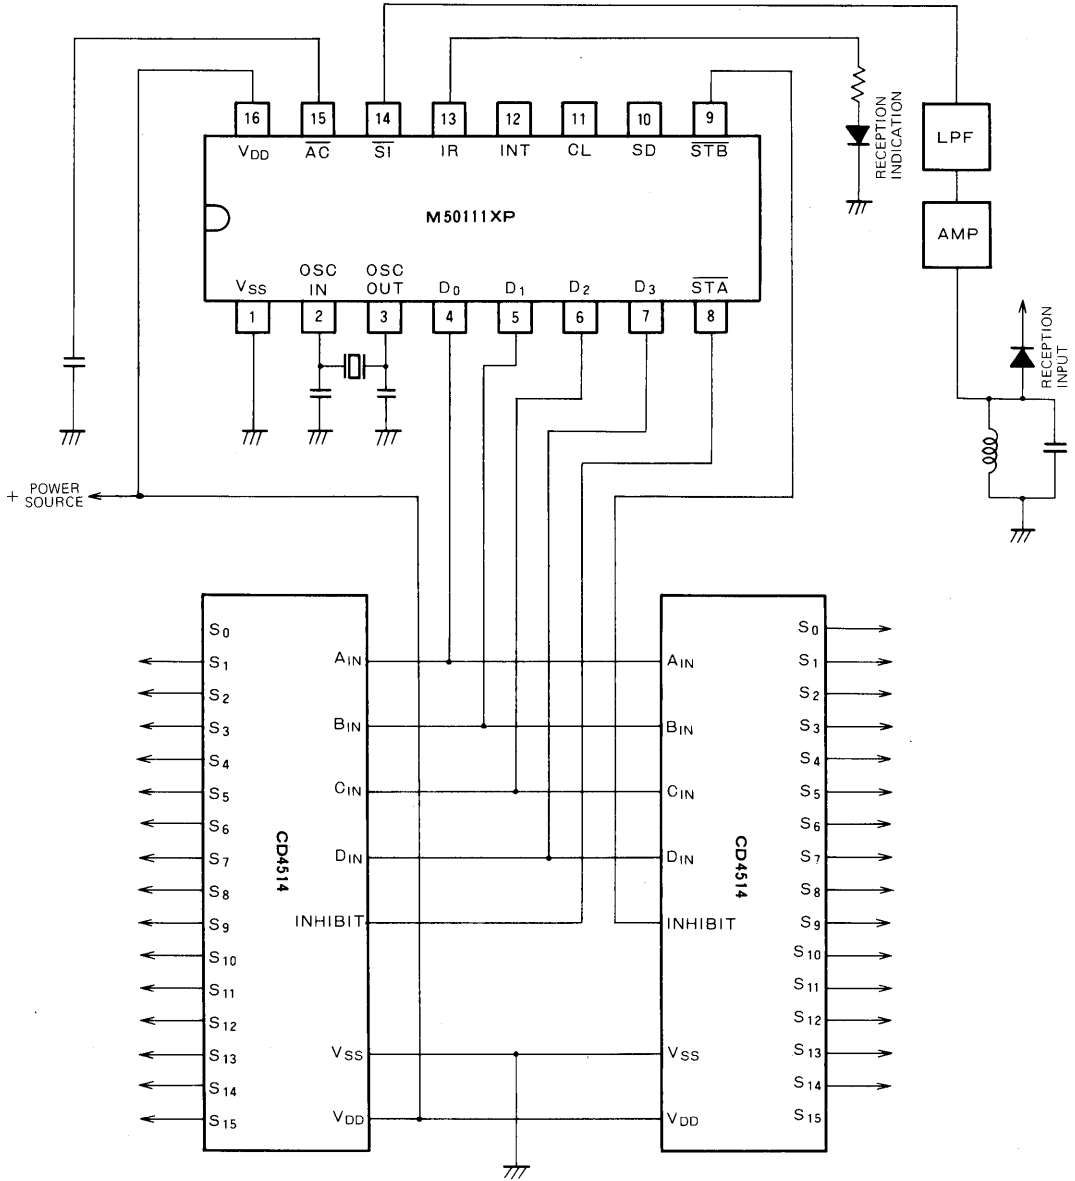 16 15 14 13 12 11 10 9
VDD AC SI IR INT CL SD STB
M50111XP
OSC OSC
VSS IN OUT D0 D1 D2 D3 STA
1 2 3 4 5 6 7 8
RECEPTION
INDICATION
LPF
AMP
RECEPTION
INPUT
+ POWER
SOURCE
S0
S1
S2
S3
S4
S5
S6
S7
S8
S9
S10
S11
S12
S13
S14
S15
CD4514
AIN
BIN
CIN
DIN
INHIBIT
VSS
VDD
AIN
BIN
CIN
DIN
INHIBIT
VSS
VDD
CD4514
S0
S1
S2
S3
S4
S5
S6
S7
S8
S9
S10
S11
S12
S13
S14
S15